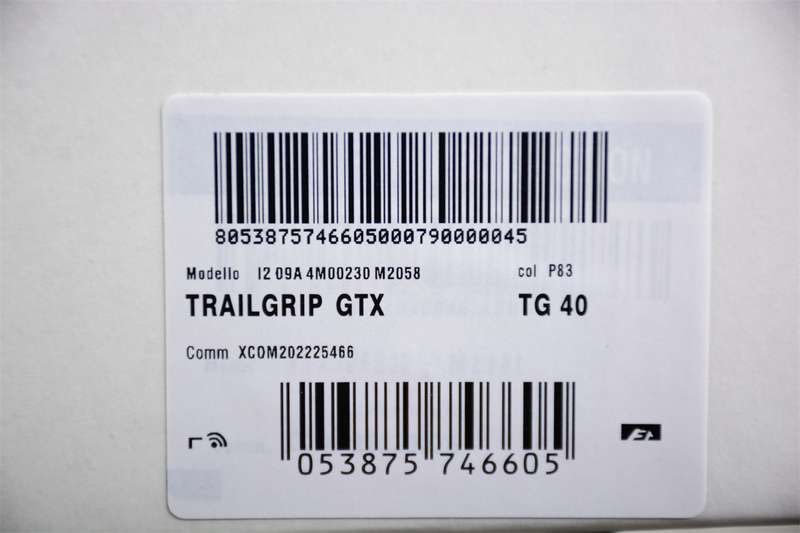 8053875746605000790000045
Modello I2 09A 4M00230 M2058 col P83
TRAILGRIP GTX TG 40
Comm XCOM202225466
053875 746605